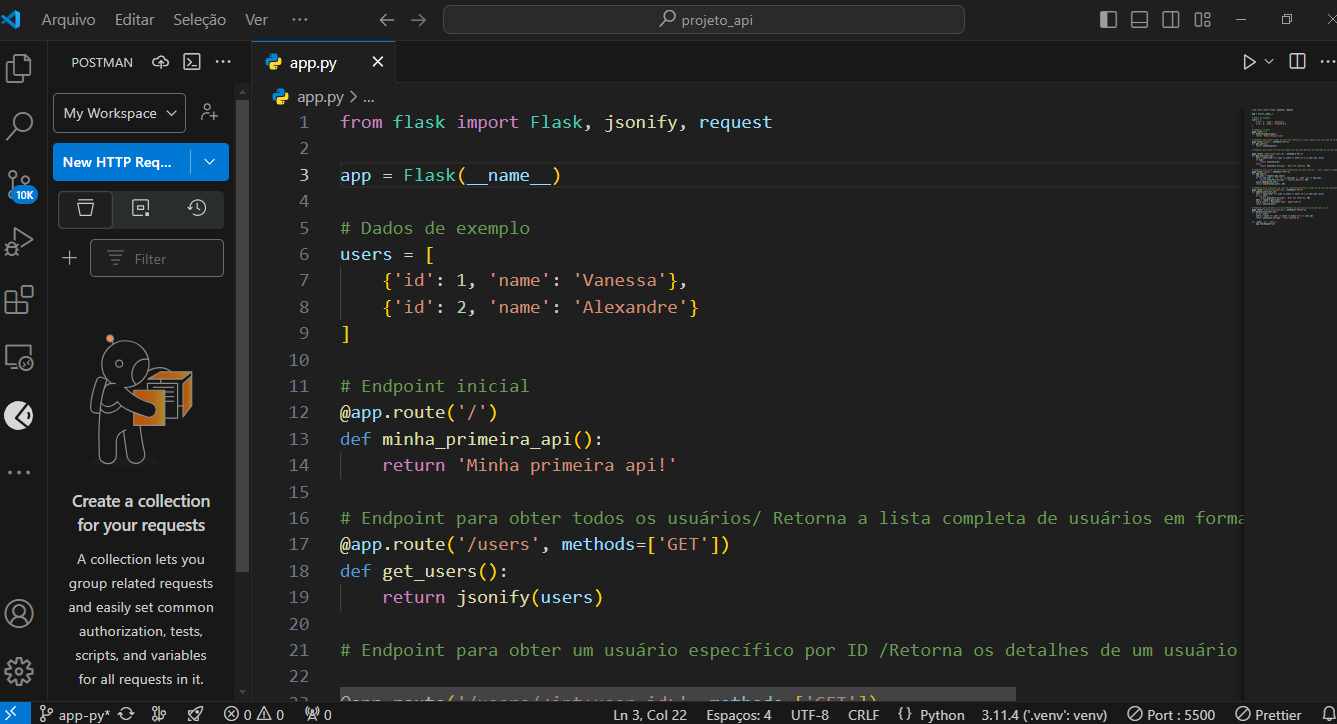 Arquivo Editar Seleção Ver ··· projeto_api
POSTMAN ···
My Workspace
New HTTP Req...
Filter
10K
Create a collection
for your requests
A collection lets you
group related requests
and easily set common
authorization, tests,
scripts, and variables
for all requests in it.
app.py
app.py > ...
1 from flask import Flask, jsonify, request
2
3 app = Flask(__name__)
4
5 # Dados de exemplo
6 users = [
7 {'id': 1, 'name': 'Vanessa'},
8 {'id': 2, 'name': 'Alexandre'}
9 ]
10
11 # Endpoint inicial
12 @app.route('/')
13 def minha_primeira_api():
14 return 'Minha primeira api!'
15
16 # Endpoint para obter todos os usuários/ Retorna a lista completa de usuários em forma
17 @app.route('/users', methods=['GET'])
18 def get_users():
19 return jsonify(users)
20
21 # Endpoint para obter um usuário específico por ID /Retorna os detalhes de um usuário
22
app-py* 0 0 0 Ln 3, Col 22 Espaços: 4 UTF-8 CRLF {} Python 3.11.4 ('.venv': venv) Port : 5500 Prettier